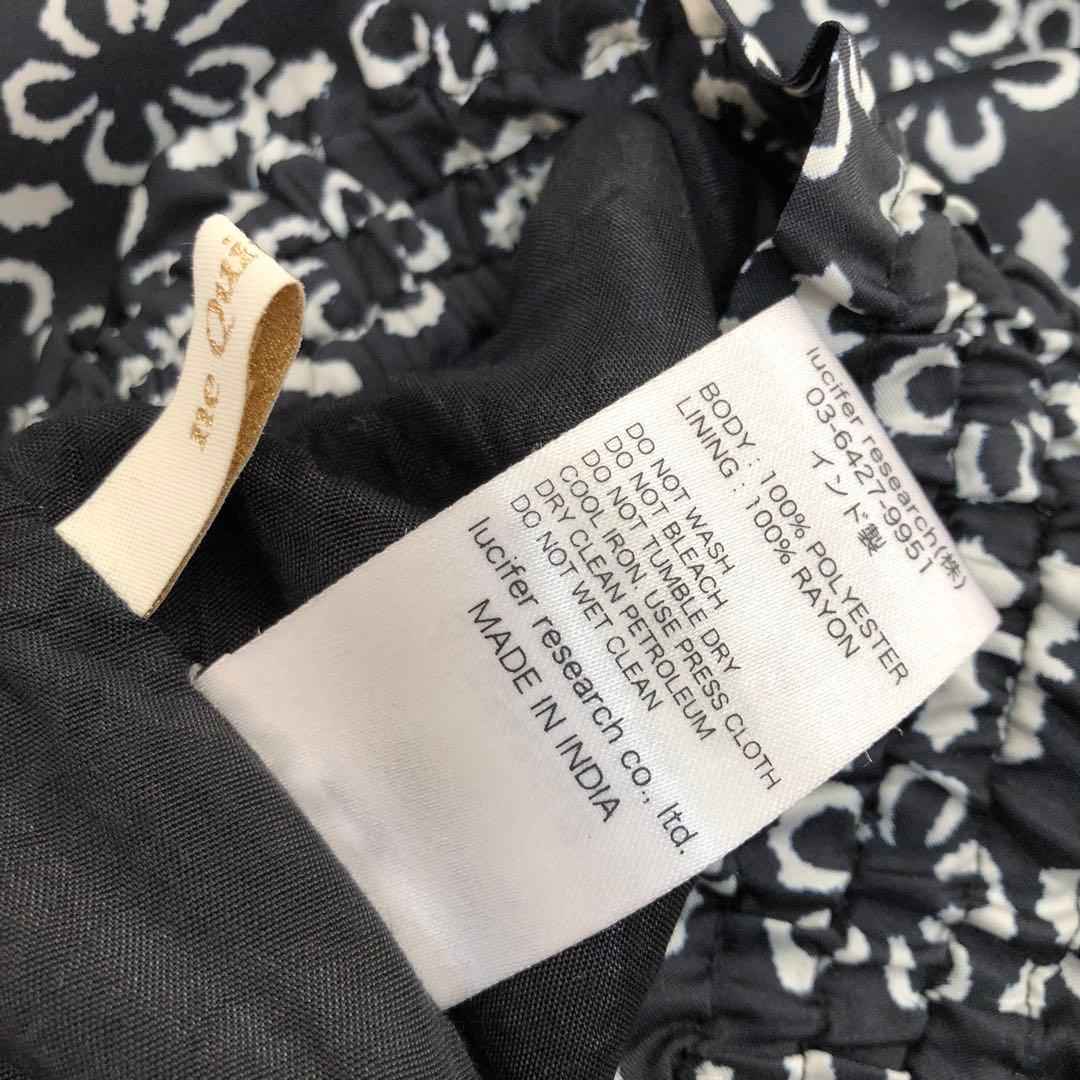 ne Qui
lucifer research(株)
03-6427-9951
インド製
BODY : 100% POLYESTER
LINING : 100% RAYON
DO NOT WASH
DO NOT BLEACH
DO NOT TUMBLE DRY
COOL IRON. USE PRESS CLOTH
DRY CLEAN PETROLEUM
DO NOT WET CLEAN
lucifer research co., ltd.
MADE IN INDIA